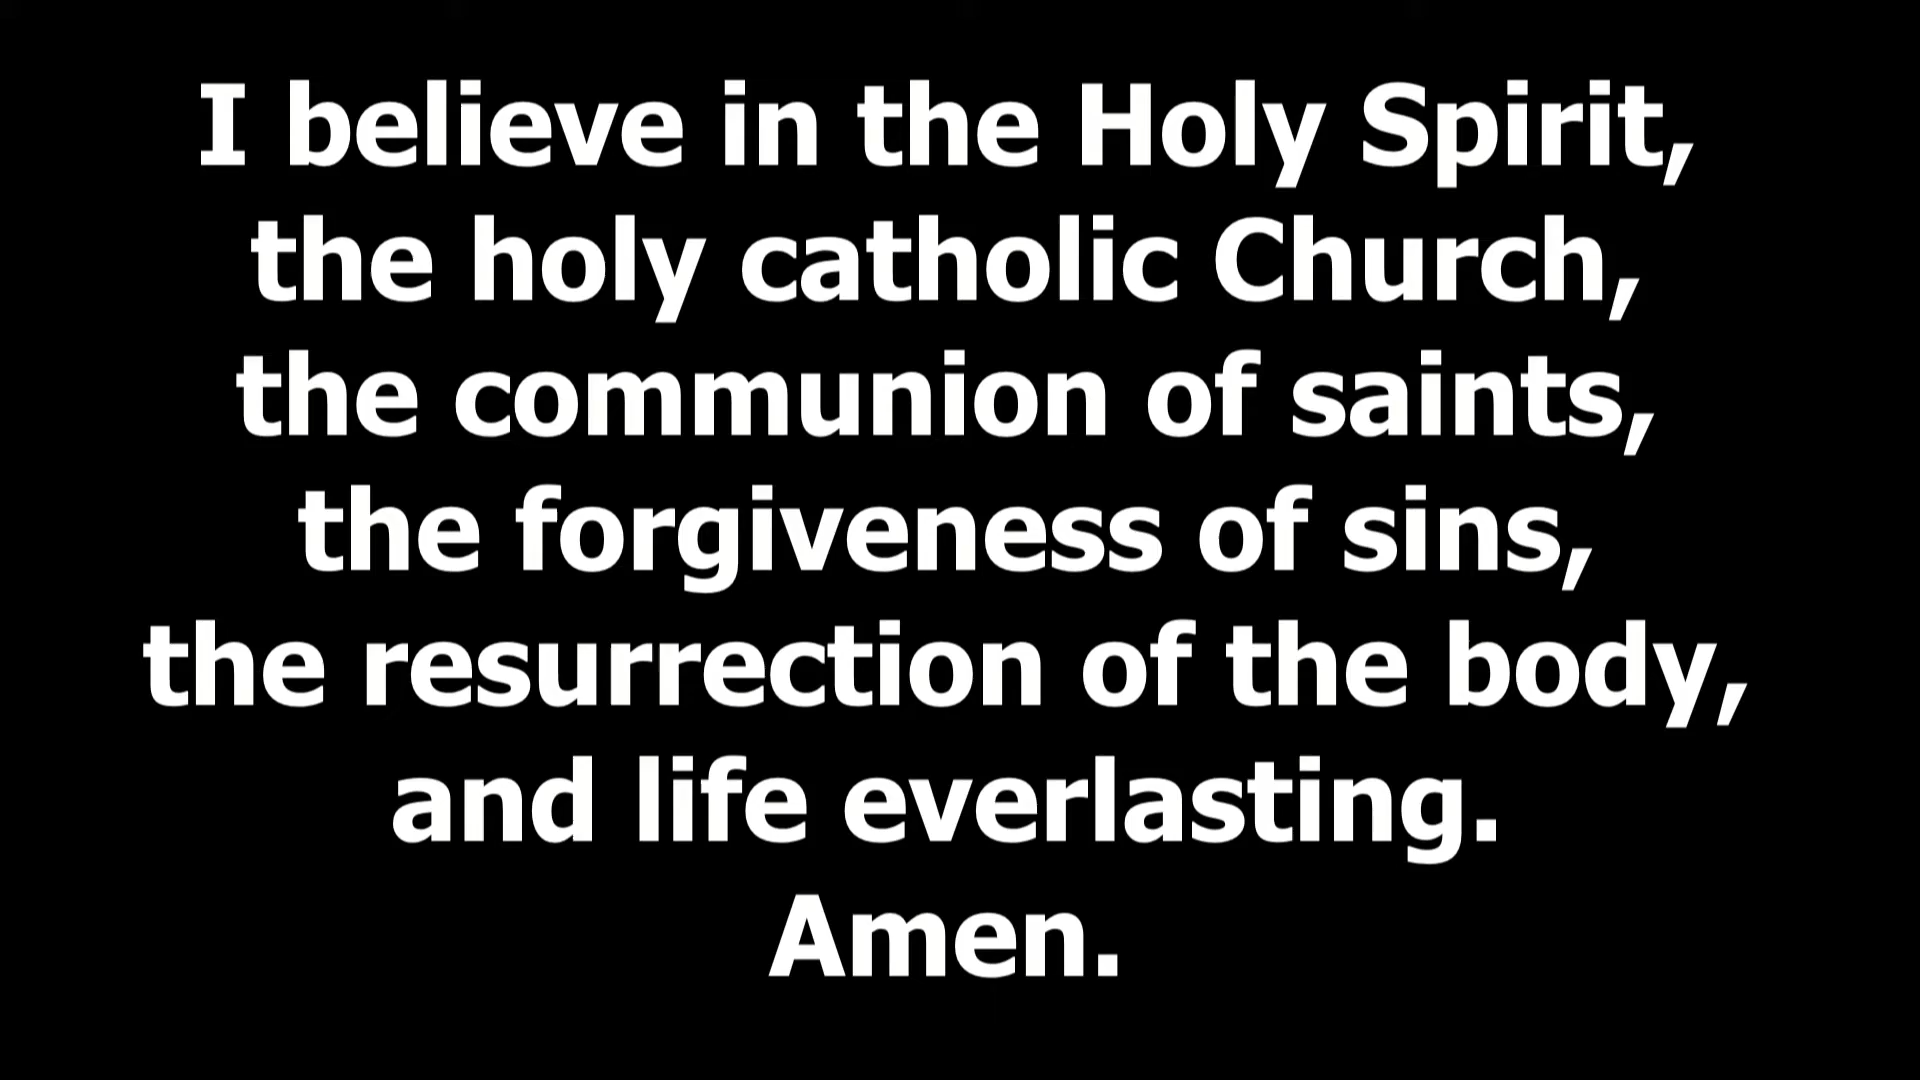 I believe in the Holy Spirit,
the holy catholic Church,
the communion of saints,
the forgiveness of sins,
the resurrection of the body,
and life everlasting.
Amen.